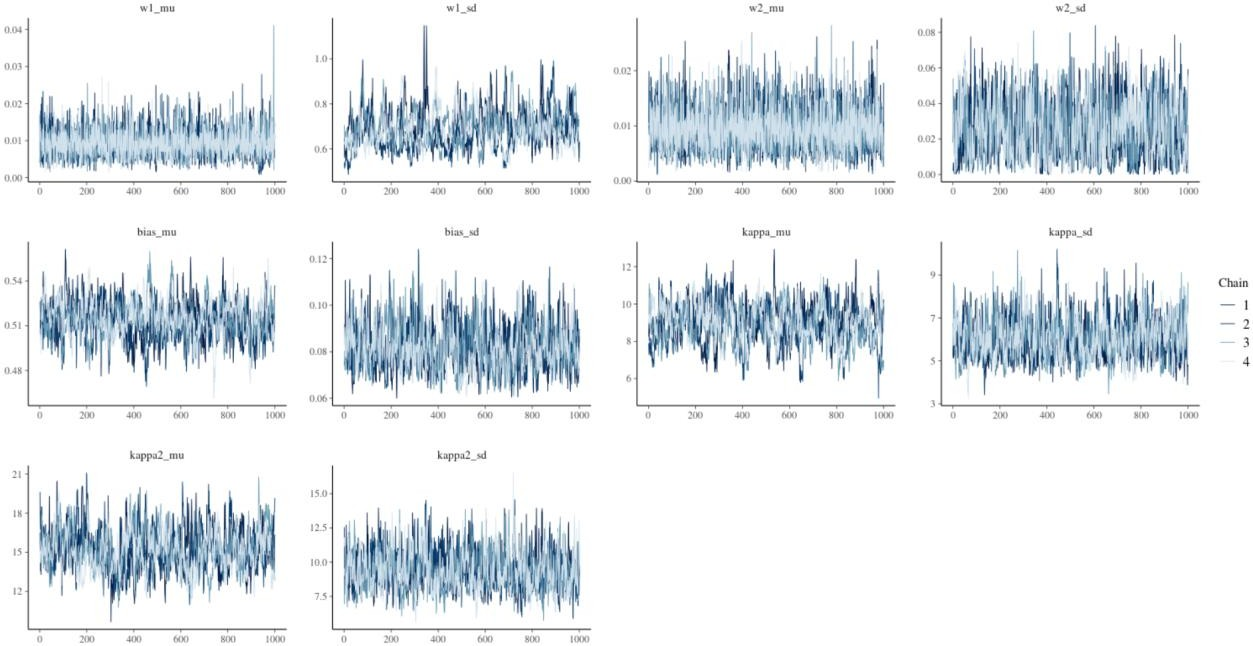 w1_mu
w1_sd
w2_mu
w2_sd
0.04
0.03
0.02
0.01
0.00
0 200 400 600 800 1000
1.0
0.8
0.6
0 200 400 600 800 1000
0.02
0.01
0.00
0 200 400 600 800 1000
0.08
0.06
0.04
0.02
0.00
0 200 400 600 800 1000
bias_mu
bias_sd
kappa_mu
kappa_sd
0.54
0.51
0.48
0 200 400 600 800 1000
0.12
0.10
0.08
0.06
0 200 400 600 800 1000
12
10
8
6
0 200 400 600 800 1000
9
7
5
3
0 200 400 600 800 1000
Chain
1
2
3
4
kappa2_mu
kappa2_sd
21
18
15
12
0 200 400 600 800 1000
15.0
12.5
10.0
7.5
0 200 400 600 800 1000